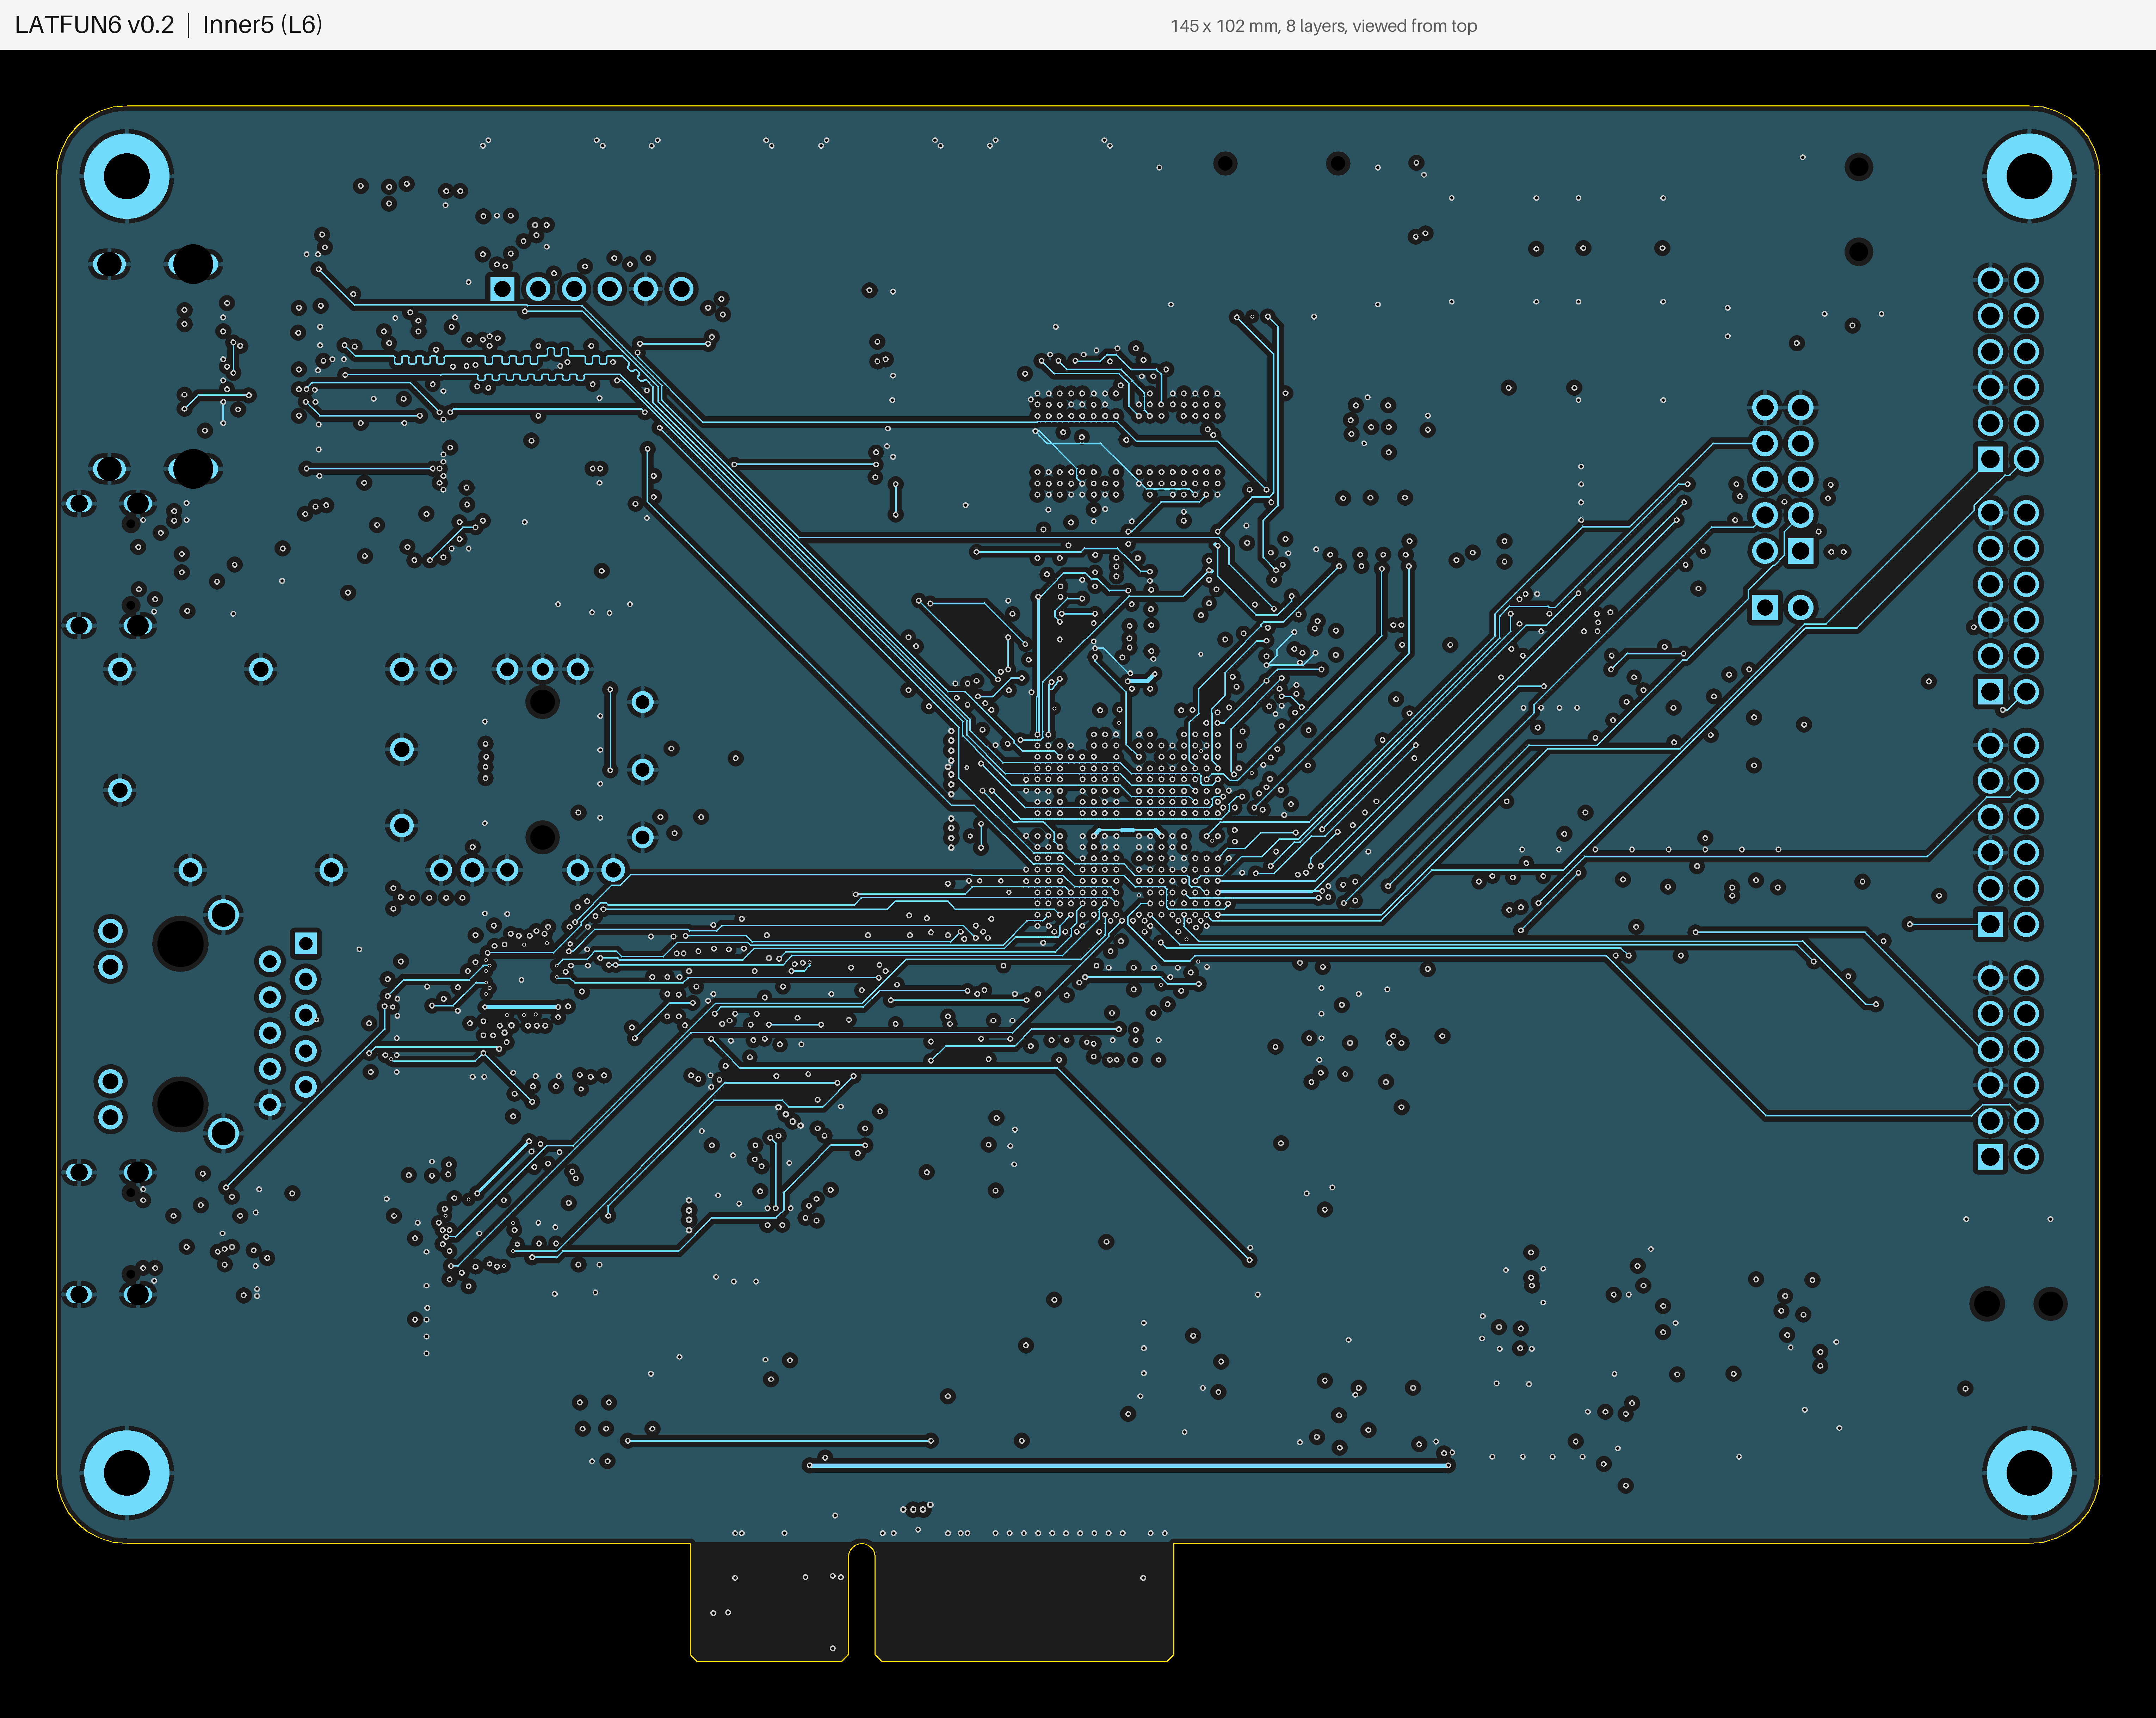 LATFUN6 v0.2 | Inner5 (L6)
145 x 102 mm, 8 layers, viewed from top